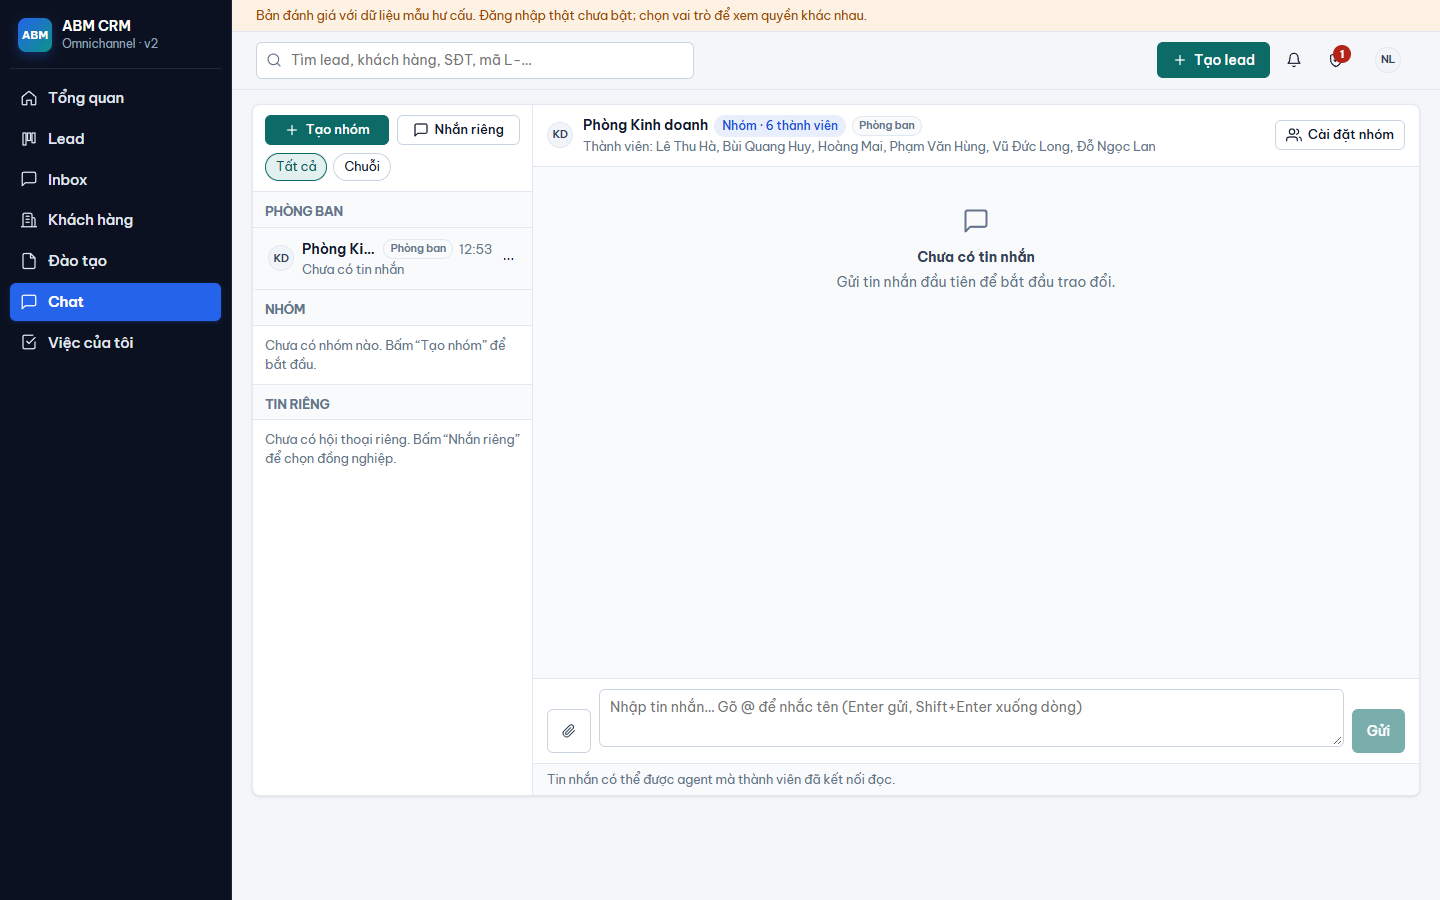 Bản đánh giá với dữ liệu mẫu hư cấu. Đăng nhập thật chưa bật; chọn vai trò để xem quyền khác nhau.
ABM
ABM CRM
Omnichannel · v2
Tìm lead, khách hàng, SĐT, mã L-...
+ Tạo lead
1
NL
Tổng quan
Lead
Inbox
Khách hàng
Đào tạo
Chat
Việc của tôi
+ Tạo nhóm
Nhắn riêng
Tất cả
Chuỗi
PHÒNG BAN
KD
Phòng Ki...
Phòng ban
12:53
...
Chưa có tin nhắn
NHÓM
Chưa có nhóm nào. Bấm “Tạo nhóm” để
bắt đầu.
TIN RIÊNG
Chưa có hội thoại riêng. Bấm “Nhắn riêng”
để chọn đồng nghiệp.
KD
Phòng Kinh doanh
Nhóm · 6 thành viên
Phòng ban
Thành viên: Lê Thu Hà, Bùi Quang Huy, Hoàng Mai, Phạm Văn Hùng, Vũ Đức Long, Đỗ Ngọc Lan
Cài đặt nhóm
Chưa có tin nhắn
Gửi tin nhắn đầu tiên để bắt đầu trao đổi.
Nhập tin nhắn... Gõ @ để nhắc tên (Enter gửi, Shift+Enter xuống dòng)
Gửi
Tin nhắn có thể được agent mà thành viên đã kết nối đọc.